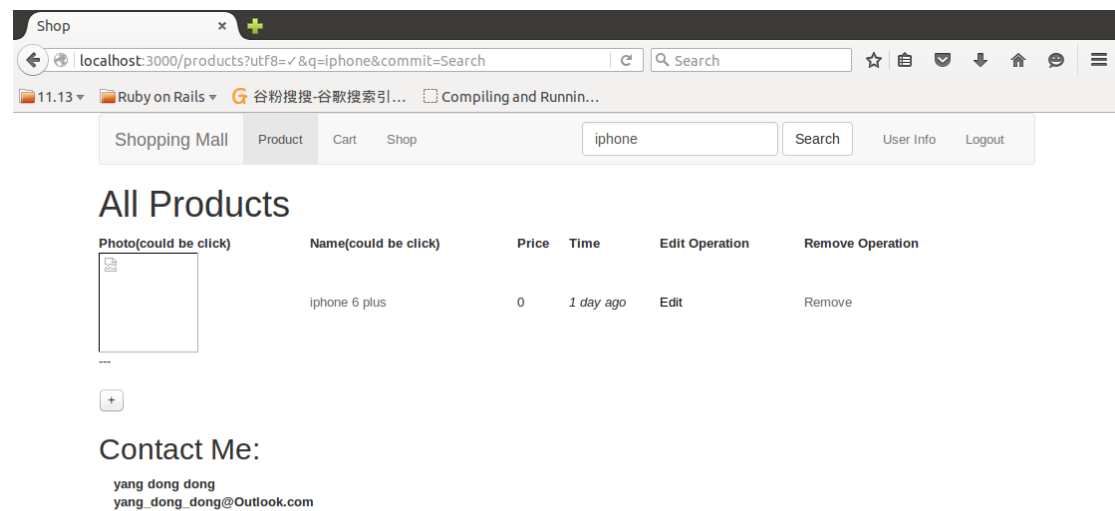 Shop
localhost:3000/products?utf8=✓&q=iphone&commit=Search
Search
11.13
Ruby on Rails
谷粉搜搜-谷歌搜索引...
Compiling and Runnin...
Shopping Mall Product Cart Shop iphone Search User Info Logout
All Products
Photo(could be click) Name(could be click) Price Time Edit Operation Remove Operation
iphone 6 plus 0 1 day ago Edit Remove
---
+
Contact Me:
yang dong dong
yang_dong_dong@Outlook.com